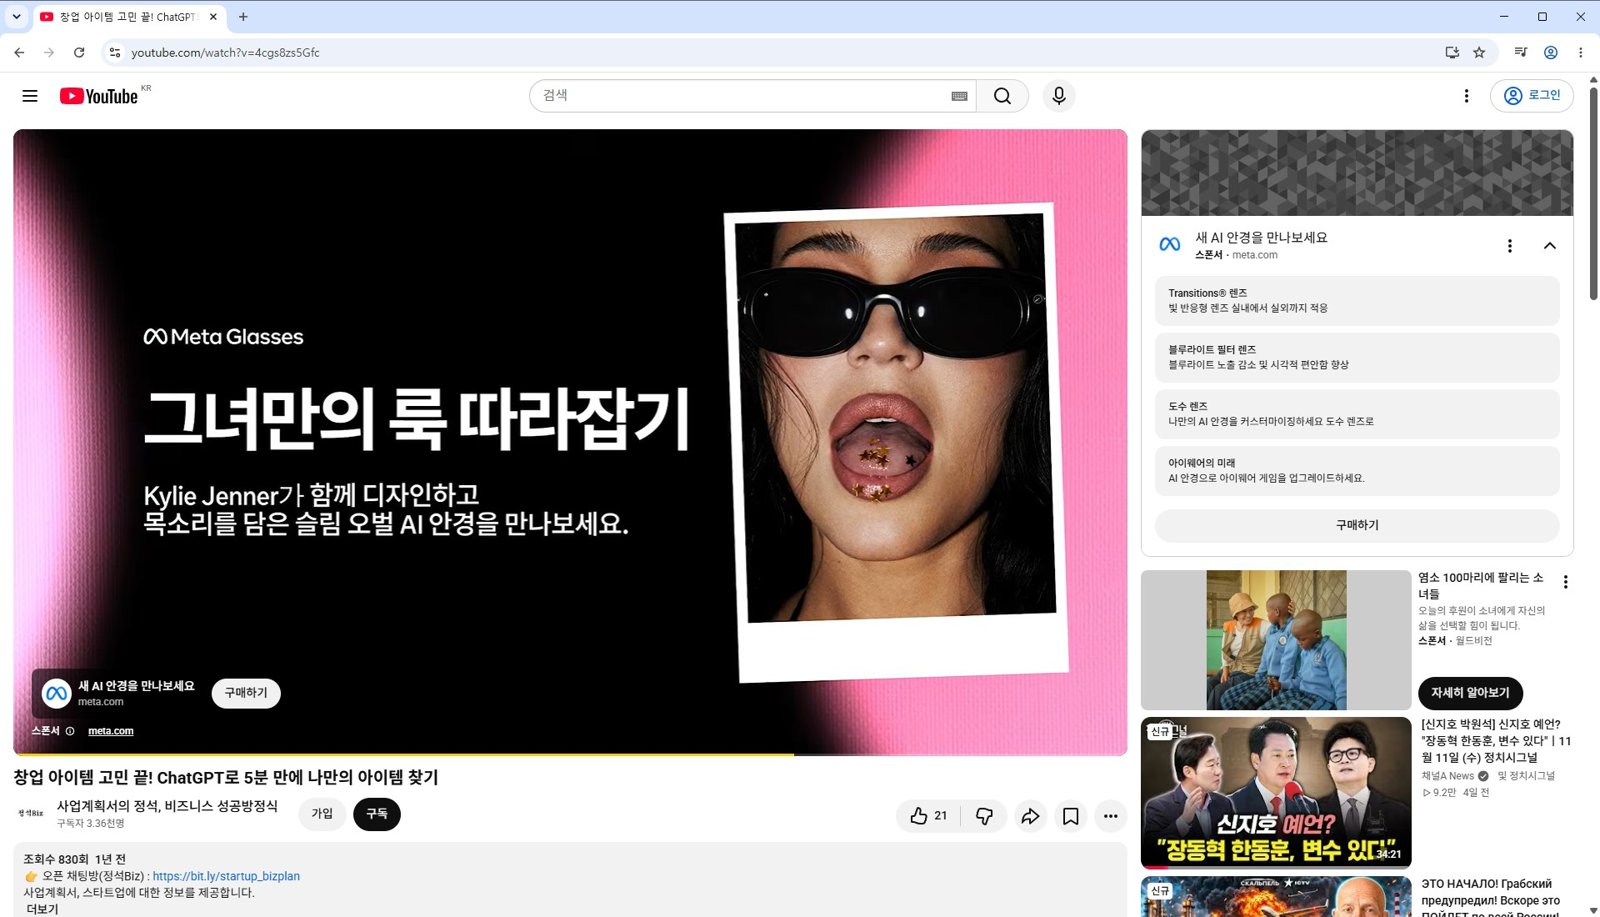 창업 아이템 고민 끝! ChatGPT
youtube.com/watch?v=4cgs8zs5Gfc
YouTube KR
검색
로그인
Meta Glasses
그녀만의 룩 따라잡기
Kylie Jenner가 함께 디자인하고
목소리를 담은 슬림 오벌 AI 안경을 만나보세요.
새 AI 안경을 만나보세요
meta.com
구매하기
스폰서
meta.com
창업 아이템 고민 끝! ChatGPT로 5분 만에 나만의 아이템 찾기
정석Biz
사업계획서의 정석, 비즈니스 성공방정식
구독자 3.36천명
가입
구독
21
조회수 830회 1년 전
👉 오픈 채팅방(정석Biz) : https://bit.ly/startup_bizplan
사업계획서, 스타트업에 대한 정보를 제공합니다.
더보기
새 AI 안경을 만나보세요
스폰서 · meta.com
Transitions® 렌즈
빛 반응형 렌즈 실내에서 실외까지 적응
블루라이트 필터 렌즈
블루라이트 노출 감소 및 시각적 편안함 향상
도수 렌즈
나만의 AI 안경을 커스터마이징하세요 도수 렌즈로
아이웨어의 미래
AI 안경으로 아이웨어 게임을 업그레이드하세요.
구매하기
염소 100마리에 팔리는 소
녀들
오늘의 후원이 소녀에게 자신의
삶을 선택할 힘이 됩니다.
스폰서 · 월드비전
자세히 알아보기
신규
신지호 예언?
"장동혁 한동훈, 변수 있다"
34:21
[신지호 박원석] 신지호 예언?
"장동혁 한동훈, 변수 있다"ㅣ11
월 11일 (수) 정치시그널
채널A News 및 정치시그널
9.2만 4일 전
신규
СКАЛЬПЕЛЬ
ЭТО НАЧАЛО! Грабский
предупредил! Вскоре это
ПОЙДЕТ по всей России!